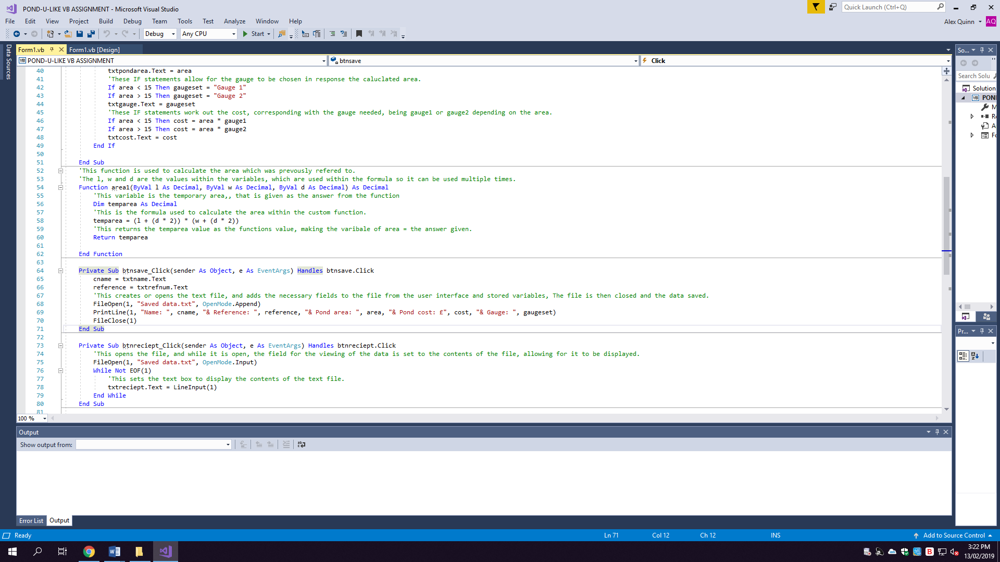 POND-U-LIKE VB ASSIGNMENT - Microsoft Visual Studio
Quick Launch (Ctrl+Q)
File Edit View Project Build Debug Team Tools Test Analyze Window Help
Alex Quinn AQ
Debug Any CPU Start
Data Sources
Form1.vb Form1.vb [Design]
So...
VB POND-U-LIKE VB ASSIGNMENT btnsave Click
Search Solu
Solution
VB PON
40 txtpondarea.Text = area
41 'These IF statements allow for the gauge to be chosen in response the caluclated area.
42 If area < 15 Then gaugeset = "Gauge 1"
43 If area > 15 Then gaugeset = "Gauge 2"
44 txtgauge.Text = gaugeset
45 'These IF statements work out the cost, corresponding with the gauge needed, being gauge1 or gauge2 depending on the area.
46 If area < 15 Then cost = area * gauge1
47 If area > 15 Then cost = area * gauge2
48 txtcost.Text = cost
49 End If
50
51 End Sub
52 'This function is used to calculate the area which was prevously refered to.
53 'The l, w and d are the values within the variables, which are used within the formula so it can be used multiple times.
54 Function area1(ByVal l As Decimal, ByVal w As Decimal, ByVal d As Decimal) As Decimal
55 'This variable is the temporary area,, that is given as the answer from the function
56 Dim temparea As Decimal
57 'This is the formula used to calculate the area within the custom function.
58 temparea = (l + (d * 2)) * (w + (d * 2))
59 'This returns the temparea value as the functions value, making the varibale of area = the answer given.
60 Return temparea
61
62 End Function
63
64 Private Sub btnsave_Click(sender As Object, e As EventArgs) Handles btnsave.Click
65 cname = txtname.Text
66 reference = txtrefnum.Text
67 'This creates or opens the text file, and adds the necessary fields to the file from the user interface and stored variables, The file is then closed and the data saved.
68 FileOpen(1, "Saved data.txt", OpenMode.Append)
69 PrintLine(1, "Name: ", cname, "& Reference: ", reference, "& Pond area: ", area, "& Pond cost: £", cost, "& Gauge: ", gaugeset)
70 FileClose(1)
71 End Sub
72
73 Private Sub btnreciept_Click(sender As Object, e As EventArgs) Handles btnreciept.Click
74 'This opens the file, and while it is open, the field for the viewing of the data is set to the contents of the file, allowing for it to be displayed.
75 FileOpen(1, "Saved data.txt", OpenMode.Input)
76 While Not EOF(1)
77 'This sets the text box to display the contents of the text file.
78 txtreciept.Text = LineInput(1)
79 End While
80 End Sub
81
Pr...
100 %
Output
Show output from:
Error List Output
Ready Ln 71 Col 12 Ch 12 INS Add to Source Control
3:22 PM
13/02/2019